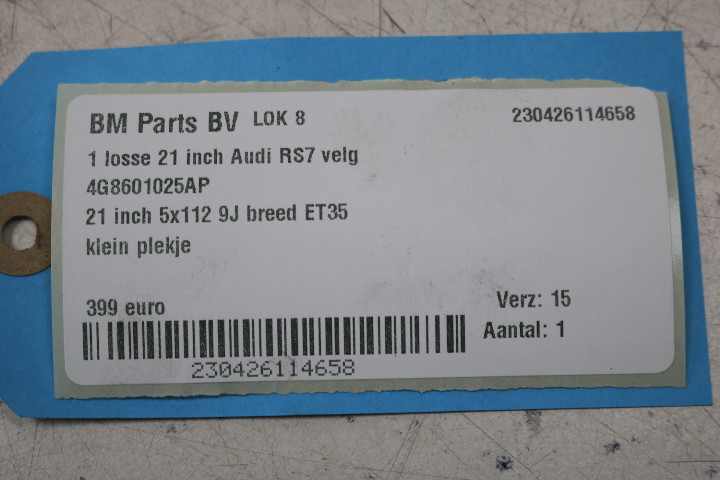 BM Parts BV LOK 8 230426114658
1 losse 21 inch Audi RS7 velg
4G8601025AP
21 inch 5x112 9J breed ET35
klein plekje
399 euro Verz: 15
Aantal: 1
230426114658